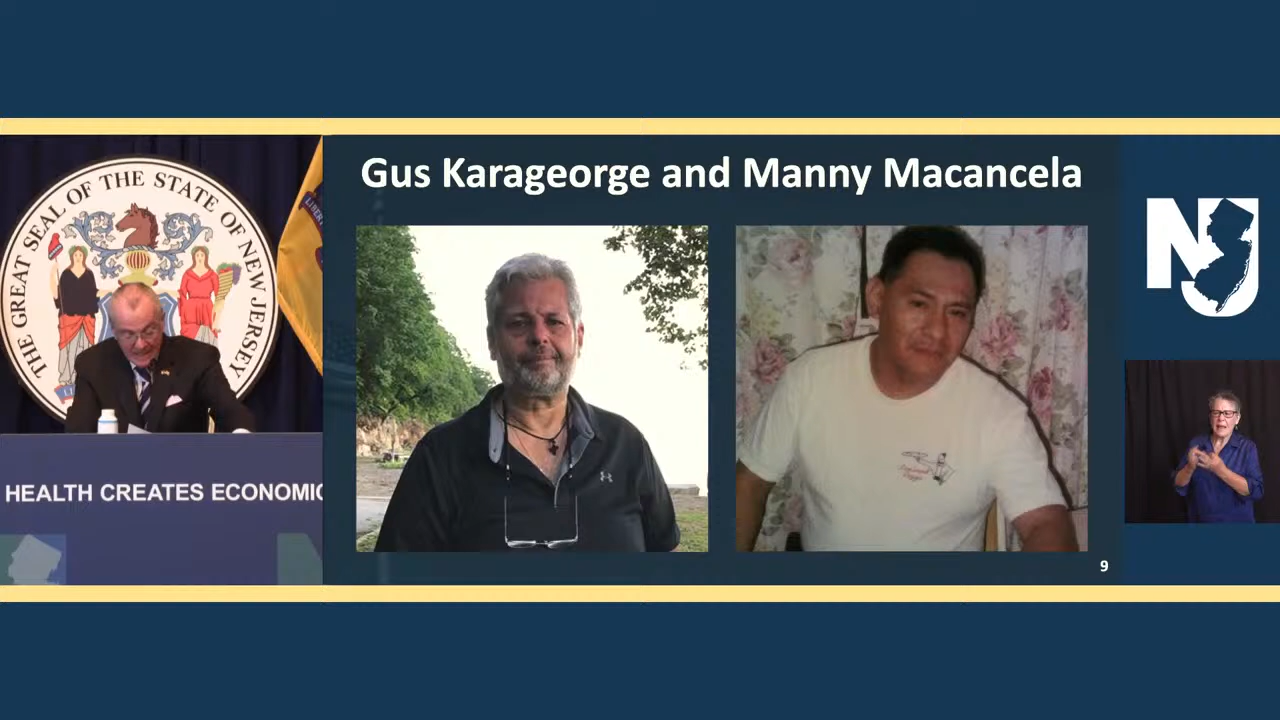 Gus Karageorge and Manny Macancela
THE GREAT SEAL OF THE STATE OF NEW JERSEY
LIBER
HEALTH CREATES ECONOMIC
NJ
9